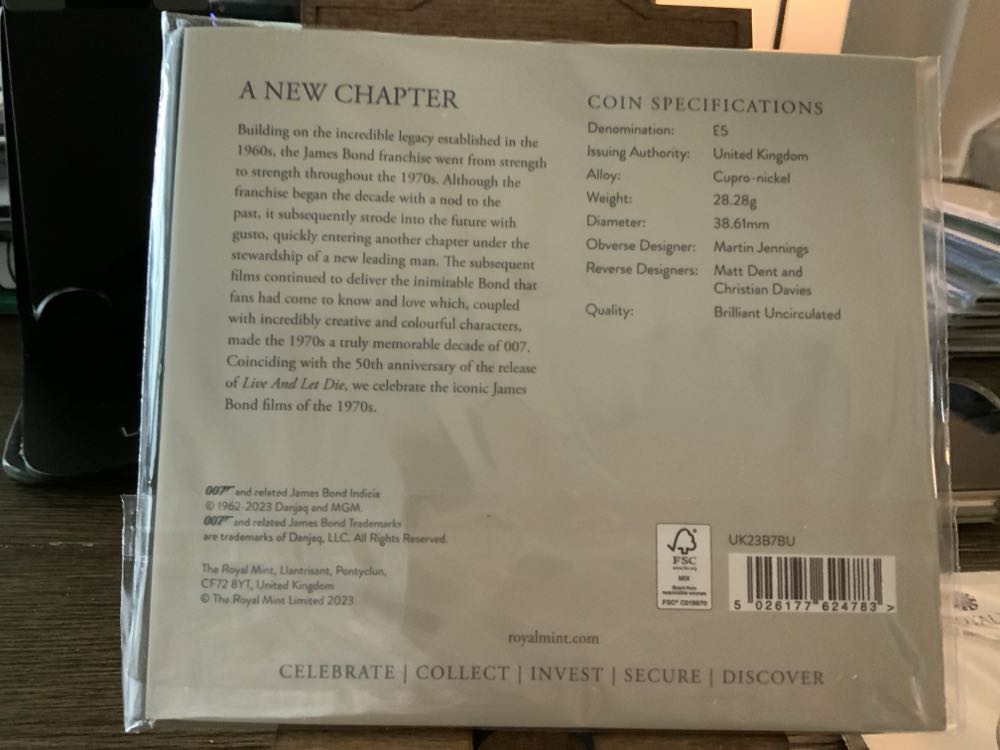 A NEW CHAPTER
Building on the incredible legacy established in the
1960s, the James Bond franchise went from strength
to strength throughout the 1970s. Although the
franchise began the decade with a nod to the
past, it subsequently strode into the future with
gusto, quickly entering another chapter under the
stewardship of a new leading man. The subsequent
films continued to deliver the inimitable Bond that
fans had come to know and love which, coupled
with incredibly creative and colourful characters,
made the 1970s a truly memorable decade of 007.
Coinciding with the 50th anniversary of the release
of Live And Let Die, we celebrate the iconic James
Bond films of the 1970s.
COIN SPECIFICATIONS
Denomination: £5
Issuing Authority: United Kingdom
Alloy: Cupro-nickel
Weight: 28.28g
Diameter: 38.61mm
Obverse Designer: Martin Jennings
Reverse Designers: Matt Dent and
Christian Davies
Quality: Brilliant Uncirculated
007 and related James Bond Indicia
© 1962-2023 Danjaq and MGM.
007 and related James Bond Trademarks
are trademarks of Danjaq, LLC. All Rights Reserved.
The Royal Mint, Llantrisant, Pontyclun,
CF72 8YT, United Kingdom
© The Royal Mint Limited 2023
FSC
MIX
UK23B7BU
5 026177 624783 >
royalmint.com
CELEBRATE | COLLECT | INVEST | SECURE | DISCOVER